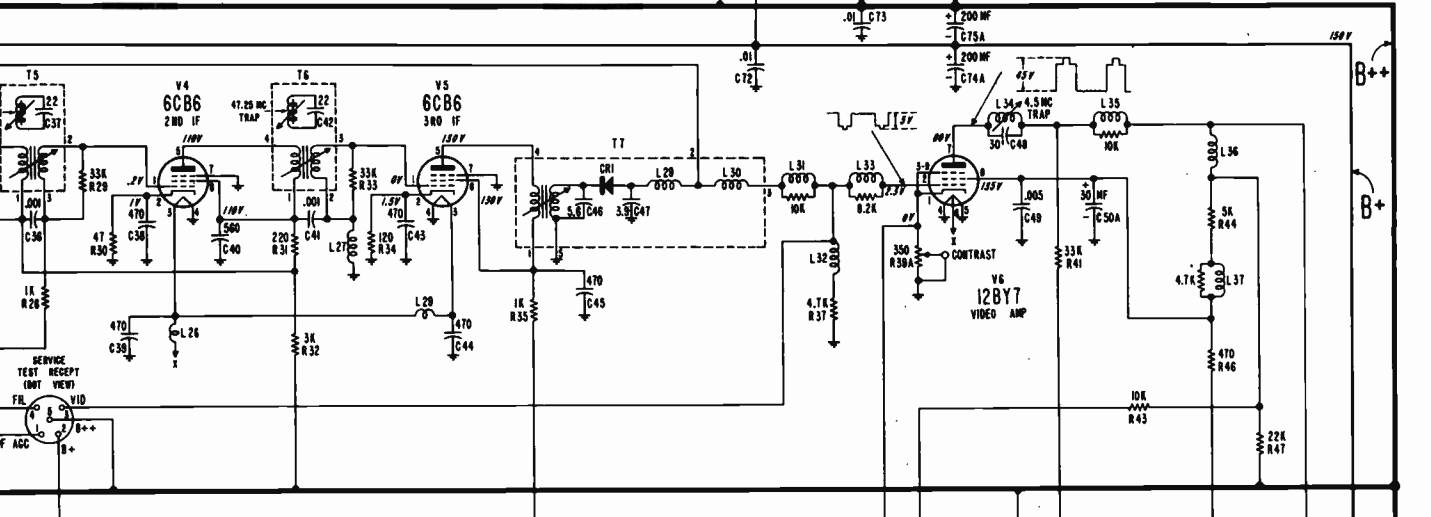 .01 C73
+ 200 MF
- C75A
150V
B++
.01
C72
+ 200 MF
- C74A
45V
T5
22
C37
V4
6CB6
2ND IF
110V
T6
47.25 MC
TRAP
22
C42
V5
6CB6
3RD IF
150V
T7
5V
L34
4.5 MC
TRAP
30 C48
L35
10K
L36
33K
R29
.2V
1V
470
C38
47
R30
110V
560
C40
.001
C36
.001
C41
220
R31
33K
R33
0V
1.5V
470
C43
120
R34
L27
130V
CR1
5.6 C46
3.9 C47
L29
L30
L31
10K
L33
8.2K
2.3V
135V
0V
.005
C49
+ 30 MF
- C50A
5K
R44
B+
1K
R28
470
C39
L26
X
3K
R32
L28
470
C44
1K
R35
470
C45
L32
4.7K
R37
350
R39A
CONTRAST
X
V6
12BY7
VIDEO AMP
33K
R41
4.7K
L37
470
R46
SERVICE
TEST RECEPT
(BOT VIEW)
FIL
VID
B++
B+
F AGC
10K
R43
22K
R47